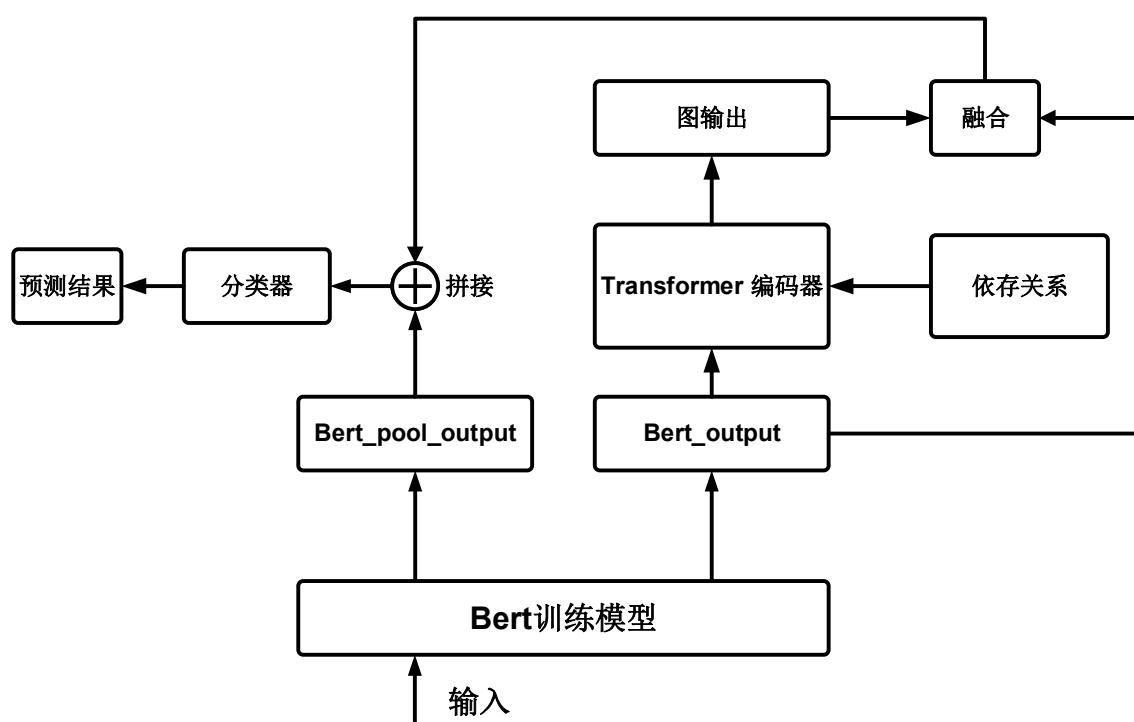 图输出
融合
预测结果
分类器
拼接
Transformer 编码器
依存关系
Bert_pool_output
Bert_output
Bert训练模型
输入